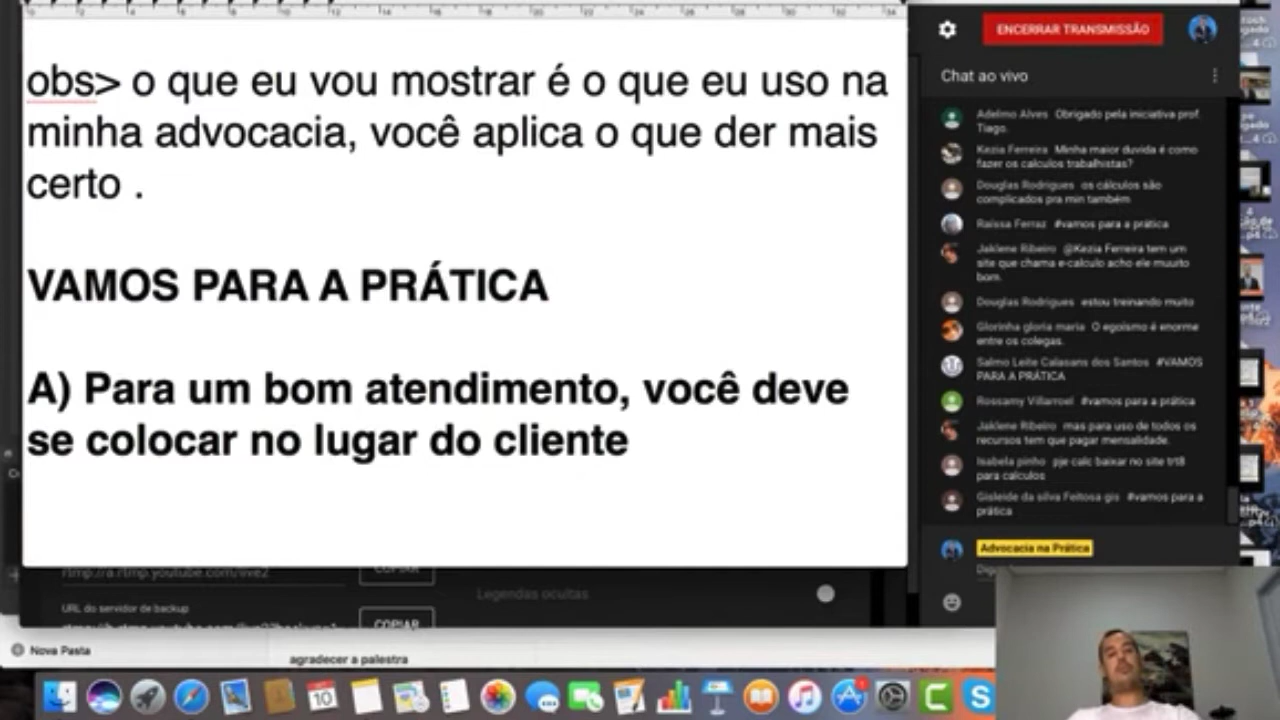 obs> o que eu vou mostrar é o que eu uso na
minha advocacia, você aplica o que der mais
certo .
VAMOS PARA A PRÁTICA
A) Para um bom atendimento, você deve
se colocar no lugar do cliente
ENCERRAR TRANSMISSÃO
Chat ao vivo
Adelmo Alves Obrigado pela iniciativa prof.
Tiago.
Kezia Ferreira Minha maior duvida é como
fazer os calculos trabalhistas?
Douglas Rodrigues os cálculos são
complicados pra min também
Raissa Ferraz #vamos para a prática
Jaklene Ribeiro @Kezia Ferreira tem um
site que chama e-calculo acho ele muuito
bom.
Douglas Rodrigues estou treinando muito
Glorinha gloria maria O egoismo é enorme
entre os colegas.
Salmo Leite Calasans dos Santos #VAMOS
PARA A PRÁTICA
Rossamy Villarroel #vamos para a prática
Jaklene Ribeiro mas para uso de todos os
recursos tem que pagar mensalidade.
Isabela pinho pje calc baixar no site trt8
para calculos
Gisleide da silva Feitosa gis #vamos para a
prática
Advocacia na Prática
rtmp://a.rtmp.youtube.com/live2
COPIAR
Legendas ocultas
URL do servidor de backup
COPIAR
Nova Pasta
agradecer a palestra
10